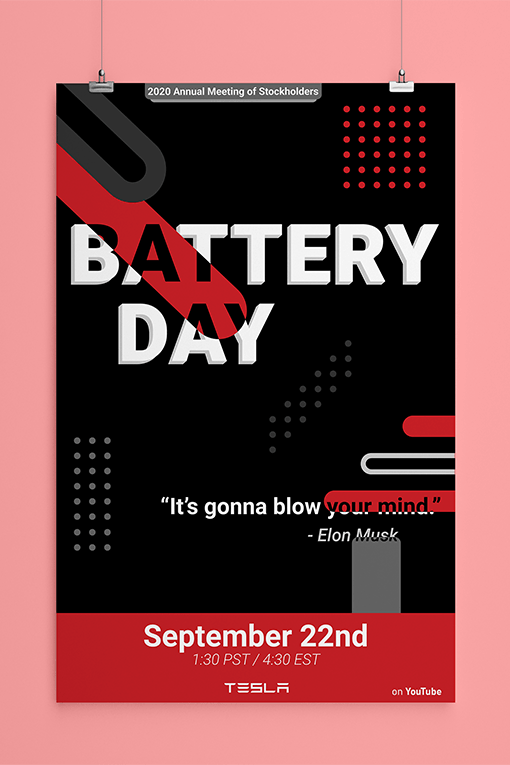 2020 Annual Meeting of Stockholders
BATTERY
DAY
“It’s gonna blow your mind.”
- Elon Musk
September 22nd
1:30 PST / 4:30 EST
TESLA
on YouTube